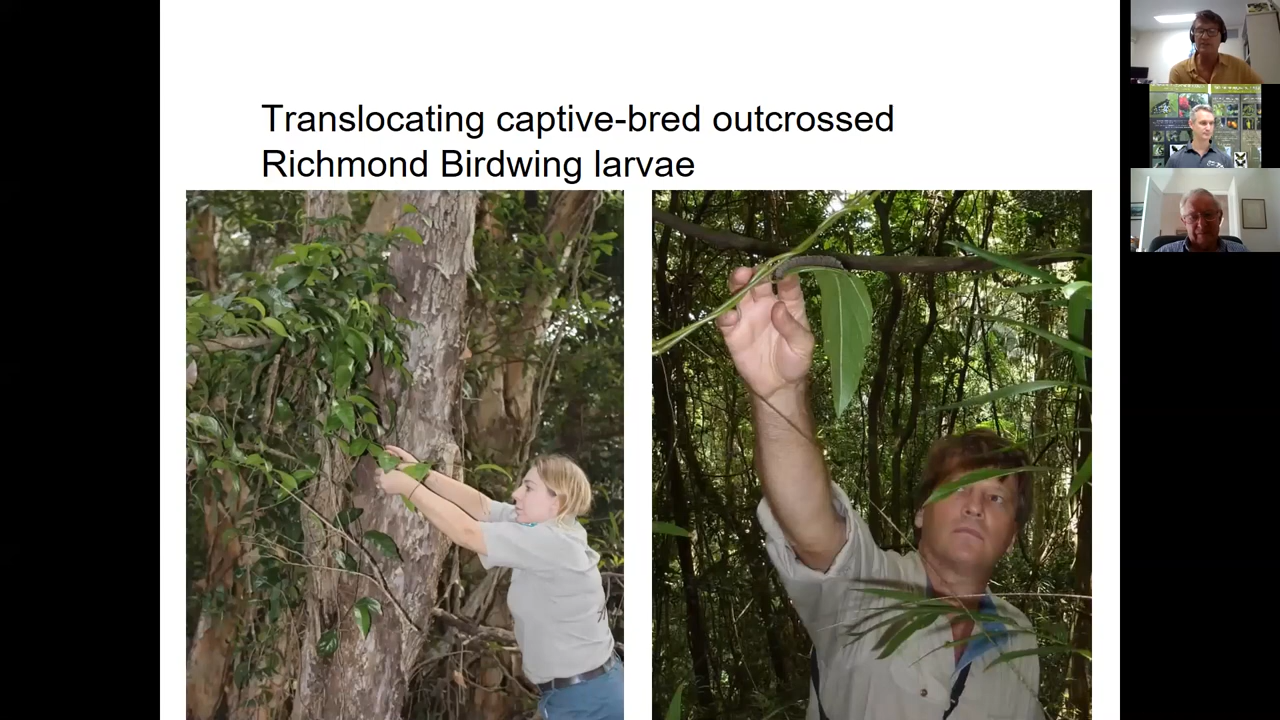 Translocating captive-bred outcrossed
Richmond Birdwing larvae